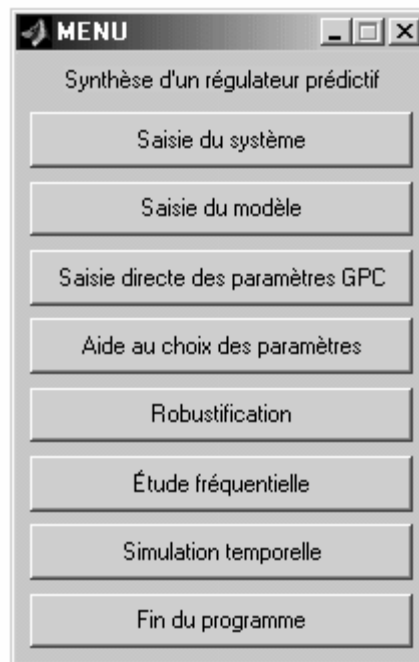 MENU
Synthèse d'un régulateur prédictif
Saisie du système
Saisie du modèle
Saisie directe des paramètres GPC
Aide au choix des paramètres
Robustification
Étude fréquentielle
Simulation temporelle
Fin du programme